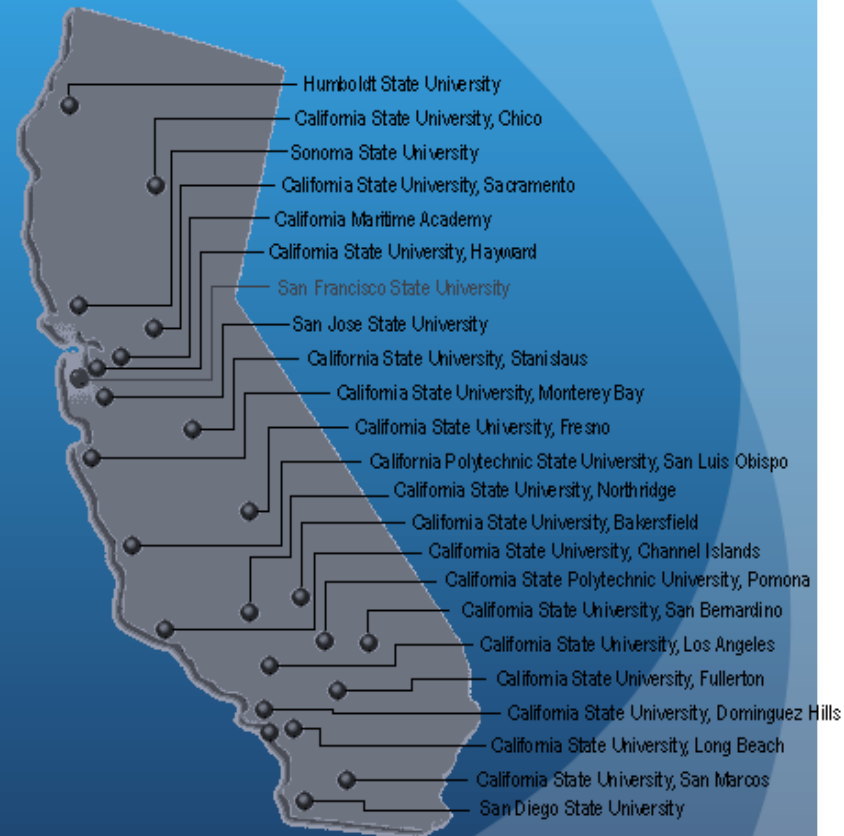 Humboldt State University
California State University, Chico
Sonoma State University
California State University, Sacramento
California Maritime Academy
California State University, Hayward
San Francisco State University
San Jose State University
California State University, Stanislaus
California State University, Monterey Bay
California State University, Fresno
California Polytechnic State University, San Luis Obispo
California State University, Northridge
California State University, Bakersfield
California State University, Channel Islands
California State Polytechnic University, Pomona
California State University, San Bernardino
California State University, Los Angeles
California State University, Fullerton
California State University, Dominguez Hills
California State University, Long Beach
California State University, San Marcos
San Diego State University